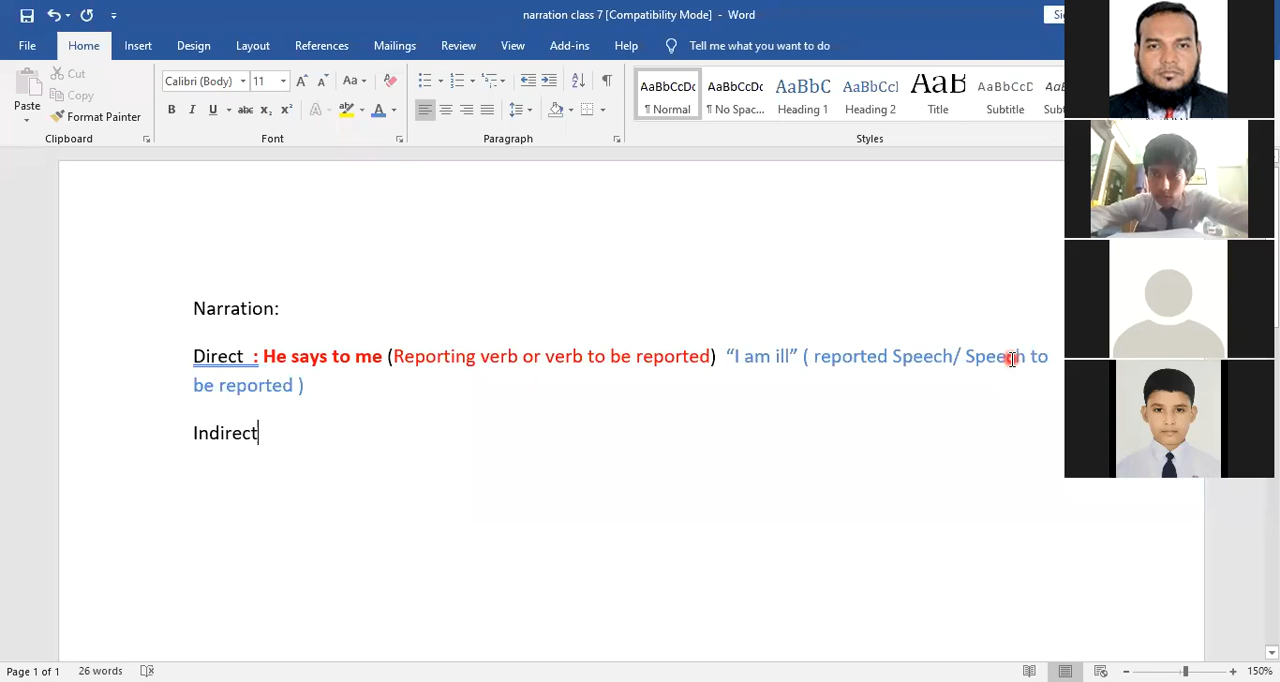 narration class 7 [Compatibility Mode] - Word
File Home Insert Design Layout References Mailings Review View Add-ins Help Tell me what you want to do
Paste
Cut
Copy
Format Painter
Calibri (Body) 11
AaBbCcDc AaBbCcDc AaBbC AaBbCc AaB AaBbCcD
¶ Normal ¶ No Spac... Heading 1 Heading 2 Title Subtitle
Clipboard Font Paragraph Styles
Narration:
Direct : He says to me (Reporting verb or verb to be reported) “I am ill” ( reported Speech/ Speech to
be reported )
Indirect
Page 1 of 1 26 words 150%